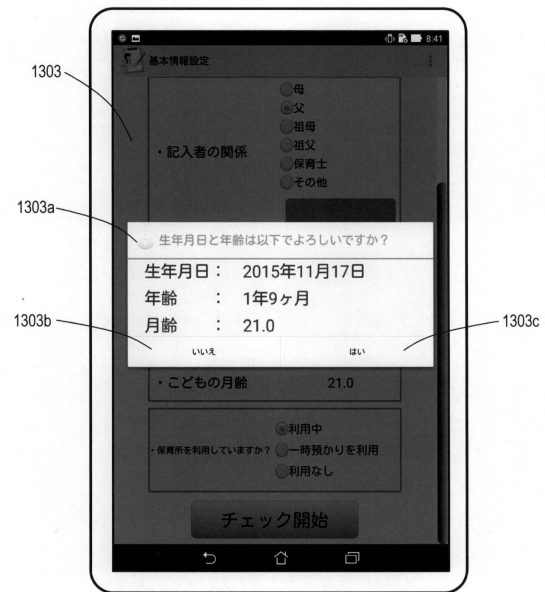 8:41
基本情報設定
1303
母
父
祖母
・記入者の関係
祖父
保育士
その他
1303a
生年月日と年齢は以下でよろしいですか？
生年月日： 2015年11月17日
年齢 ： 1年9ヶ月
月齢 ： 21.0
1303b
いいえ
はい
1303c
・こどもの月齢 21.0
利用中
・保育所を利用していますか？
一時預かりを利用
利用なし
チェック開始